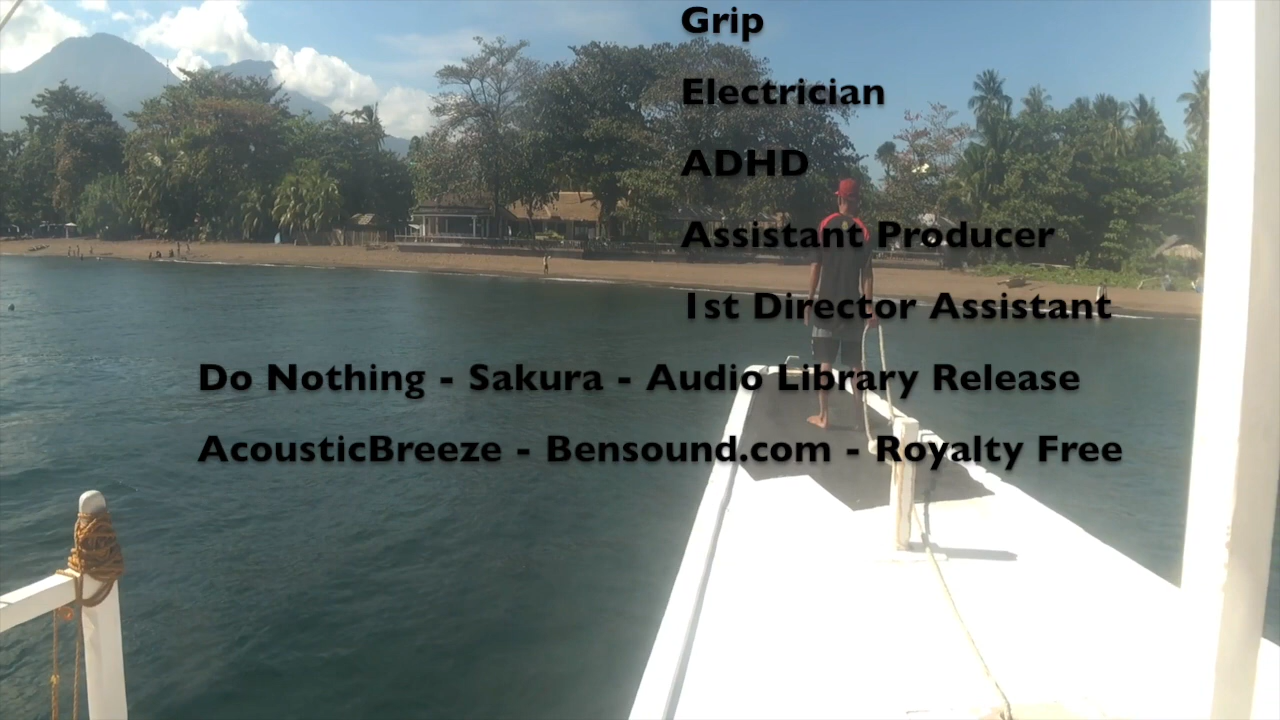 Grip
Electrician
ADHD
Assistant Producer
1st Director Assistant
Do Nothing - Sakura - Audio Library Release
AcousticBreeze - Bensound.com - Royalty Free